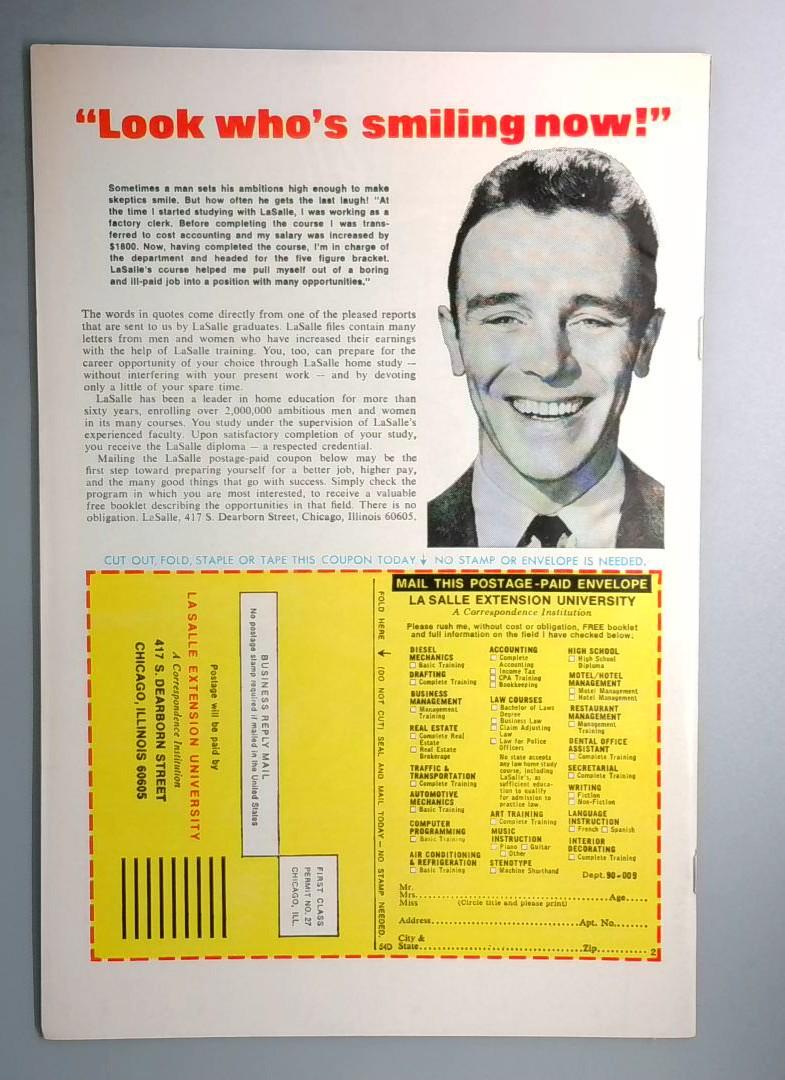 “Look who’s smiling now!”
Sometimes a man sets his ambitions high enough to make
skeptics smile. But how often he gets the last laugh! “At
the time I started studying with LaSalle, I was working as a
factory clerk. Before completing the course I was trans-
ferred to cost accounting and my salary was increased by
$1800. Now, having completed the course, I’m in charge of
the department and headed for the five figure bracket.
LaSalle’s course helped me pull myself out of a boring
and ill-paid job into a position with many opportunities.”
The words in quotes come directly from one of the pleased reports
that are sent to us by LaSalle graduates. LaSalle files contain many
letters from men and women who have increased their earnings
with the help of LaSalle training. You, too, can prepare for the
career opportunity of your choice through LaSalle home study —
without interfering with your present work — and by devoting
only a little of your spare time.
LaSalle has been a leader in home education for more than
sixty years, enrolling over 2,000,000 ambitious men and women
in its many courses. You study under the supervision of LaSalle’s
experienced faculty. Upon satisfactory completion of your study,
you receive the LaSalle diploma — a respected credential.
Mailing the LaSalle postage-paid coupon below may be the
first step toward preparing yourself for a better job, higher pay,
and the many good things that go with success. Simply check the
program in which you are most interested, to receive a valuable
free booklet describing the opportunities in that field. There is no
obligation. LaSalle, 417 S. Dearborn Street, Chicago, Illinois 60605.
CUT OUT, FOLD, STAPLE OR TAPE THIS COUPON TODAY ↓ NO STAMP OR ENVELOPE IS NEEDED.
FIRST CLASS
PERMIT NO. 27
CHICAGO, ILL.
BUSINESS REPLY MAIL
No postage stamp required if mailed in the United States
Postage will be paid by
LA SALLE EXTENSION UNIVERSITY
A Correspondence Institution
417 S. DEARBORN STREET
CHICAGO, ILLINOIS 60605
FOLD HERE → (DO NOT CUT) SEAL AND MAIL TODAY — NO STAMP NEEDED.
540
MAIL THIS POSTAGE-PAID ENVELOPE
LA SALLE EXTENSION UNIVERSITY
A Correspondence Institution
Please rush me, without cost or obligation, FREE booklet
and full information on the field I have checked below:
DIESEL
MECHANICS
□ Basic Training
DRAFTING
□ Complete Training
BUSINESS
MANAGEMENT
□ Management
Training
REAL ESTATE
□ Complete Real
Estate
□ Real Estate
Brokerage
TRAFFIC &
TRANSPORTATION
□ Complete Training
AUTOMOTIVE
MECHANICS
□ Basic Training
COMPUTER
PROGRAMMING
□ Basic Training
AIR CONDITIONING
& REFRIGERATION
□ Basic Training
ACCOUNTING
□ Complete
Accounting
□ Income Tax
□ CPA Training
□ Bookkeeping
LAW COURSES
□ Bachelor of Laws
Degree
□ Business Law
□ Claim Adjusting
Law
□ Law for Police
Officers
No state accepts
any law home study
course, including
LaSalle’s, as
sufficient educa-
tion to qualify
for admission to
practice law.
ART TRAINING
□ Complete Training
MUSIC
INSTRUCTION
□ Piano □ Guitar
□ Other
STENOTYPE
□ Machine Shorthand
HIGH SCHOOL
□ High School
Diploma
MOTEL/HOTEL
MANAGEMENT
□ Motel Management
□ Hotel Management
RESTAURANT
MANAGEMENT
□ Management
Training
DENTAL OFFICE
ASSISTANT
□ Complete Training
SECRETARIAL
□ Complete Training
WRITING
□ Fiction
□ Non-Fiction
LANGUAGE
INSTRUCTION
□ French □ Spanish
INTERIOR
DECORATING
□ Complete Training
Dept. 90-009
Mr.
Mrs. Age
Miss (Circle title and please print)
Address Apt. No.
City &
State Zip 2